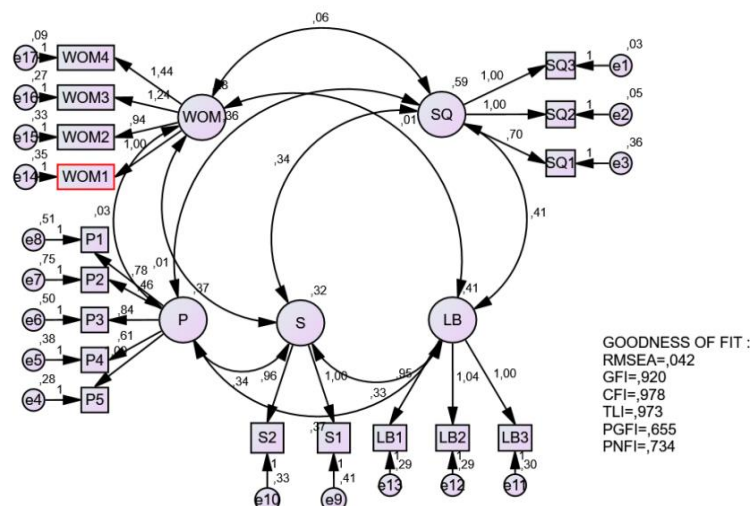 ,06
,09
1
e17
WOM4
1,44
,27
1
e16
WOM3
1,24
,33
1
e15
WOM2
,94
,35
1
e14
WOM1
1,00
WOM
,36
,59
SQ
,01
1,00
SQ3
1
,03
e1
1,00
SQ2
1
,05
e2
,70
SQ1
1
,36
e3
,34
,41
,03
,01
,51
e8
1
P1
,78
,75
e7
1
P2
,46
,50
e6
1
P3
,84
,38
e5
1
P4
,61
,28
e4
1
P5
,37
P
,32
S
,41
LB
,34
,33
,37
,96
1,00
,95
1,04
1,00
S2
S1
LB1
LB2
LB3
1
,33
e10
1
,41
e9
1
,29
e13
1
,29
e12
1
,30
e11
GOODNESS OF FIT :
RMSEA=,042
GFI=,920
CFI=,978
TLI=,973
PGFI=,655
PNFI=,734